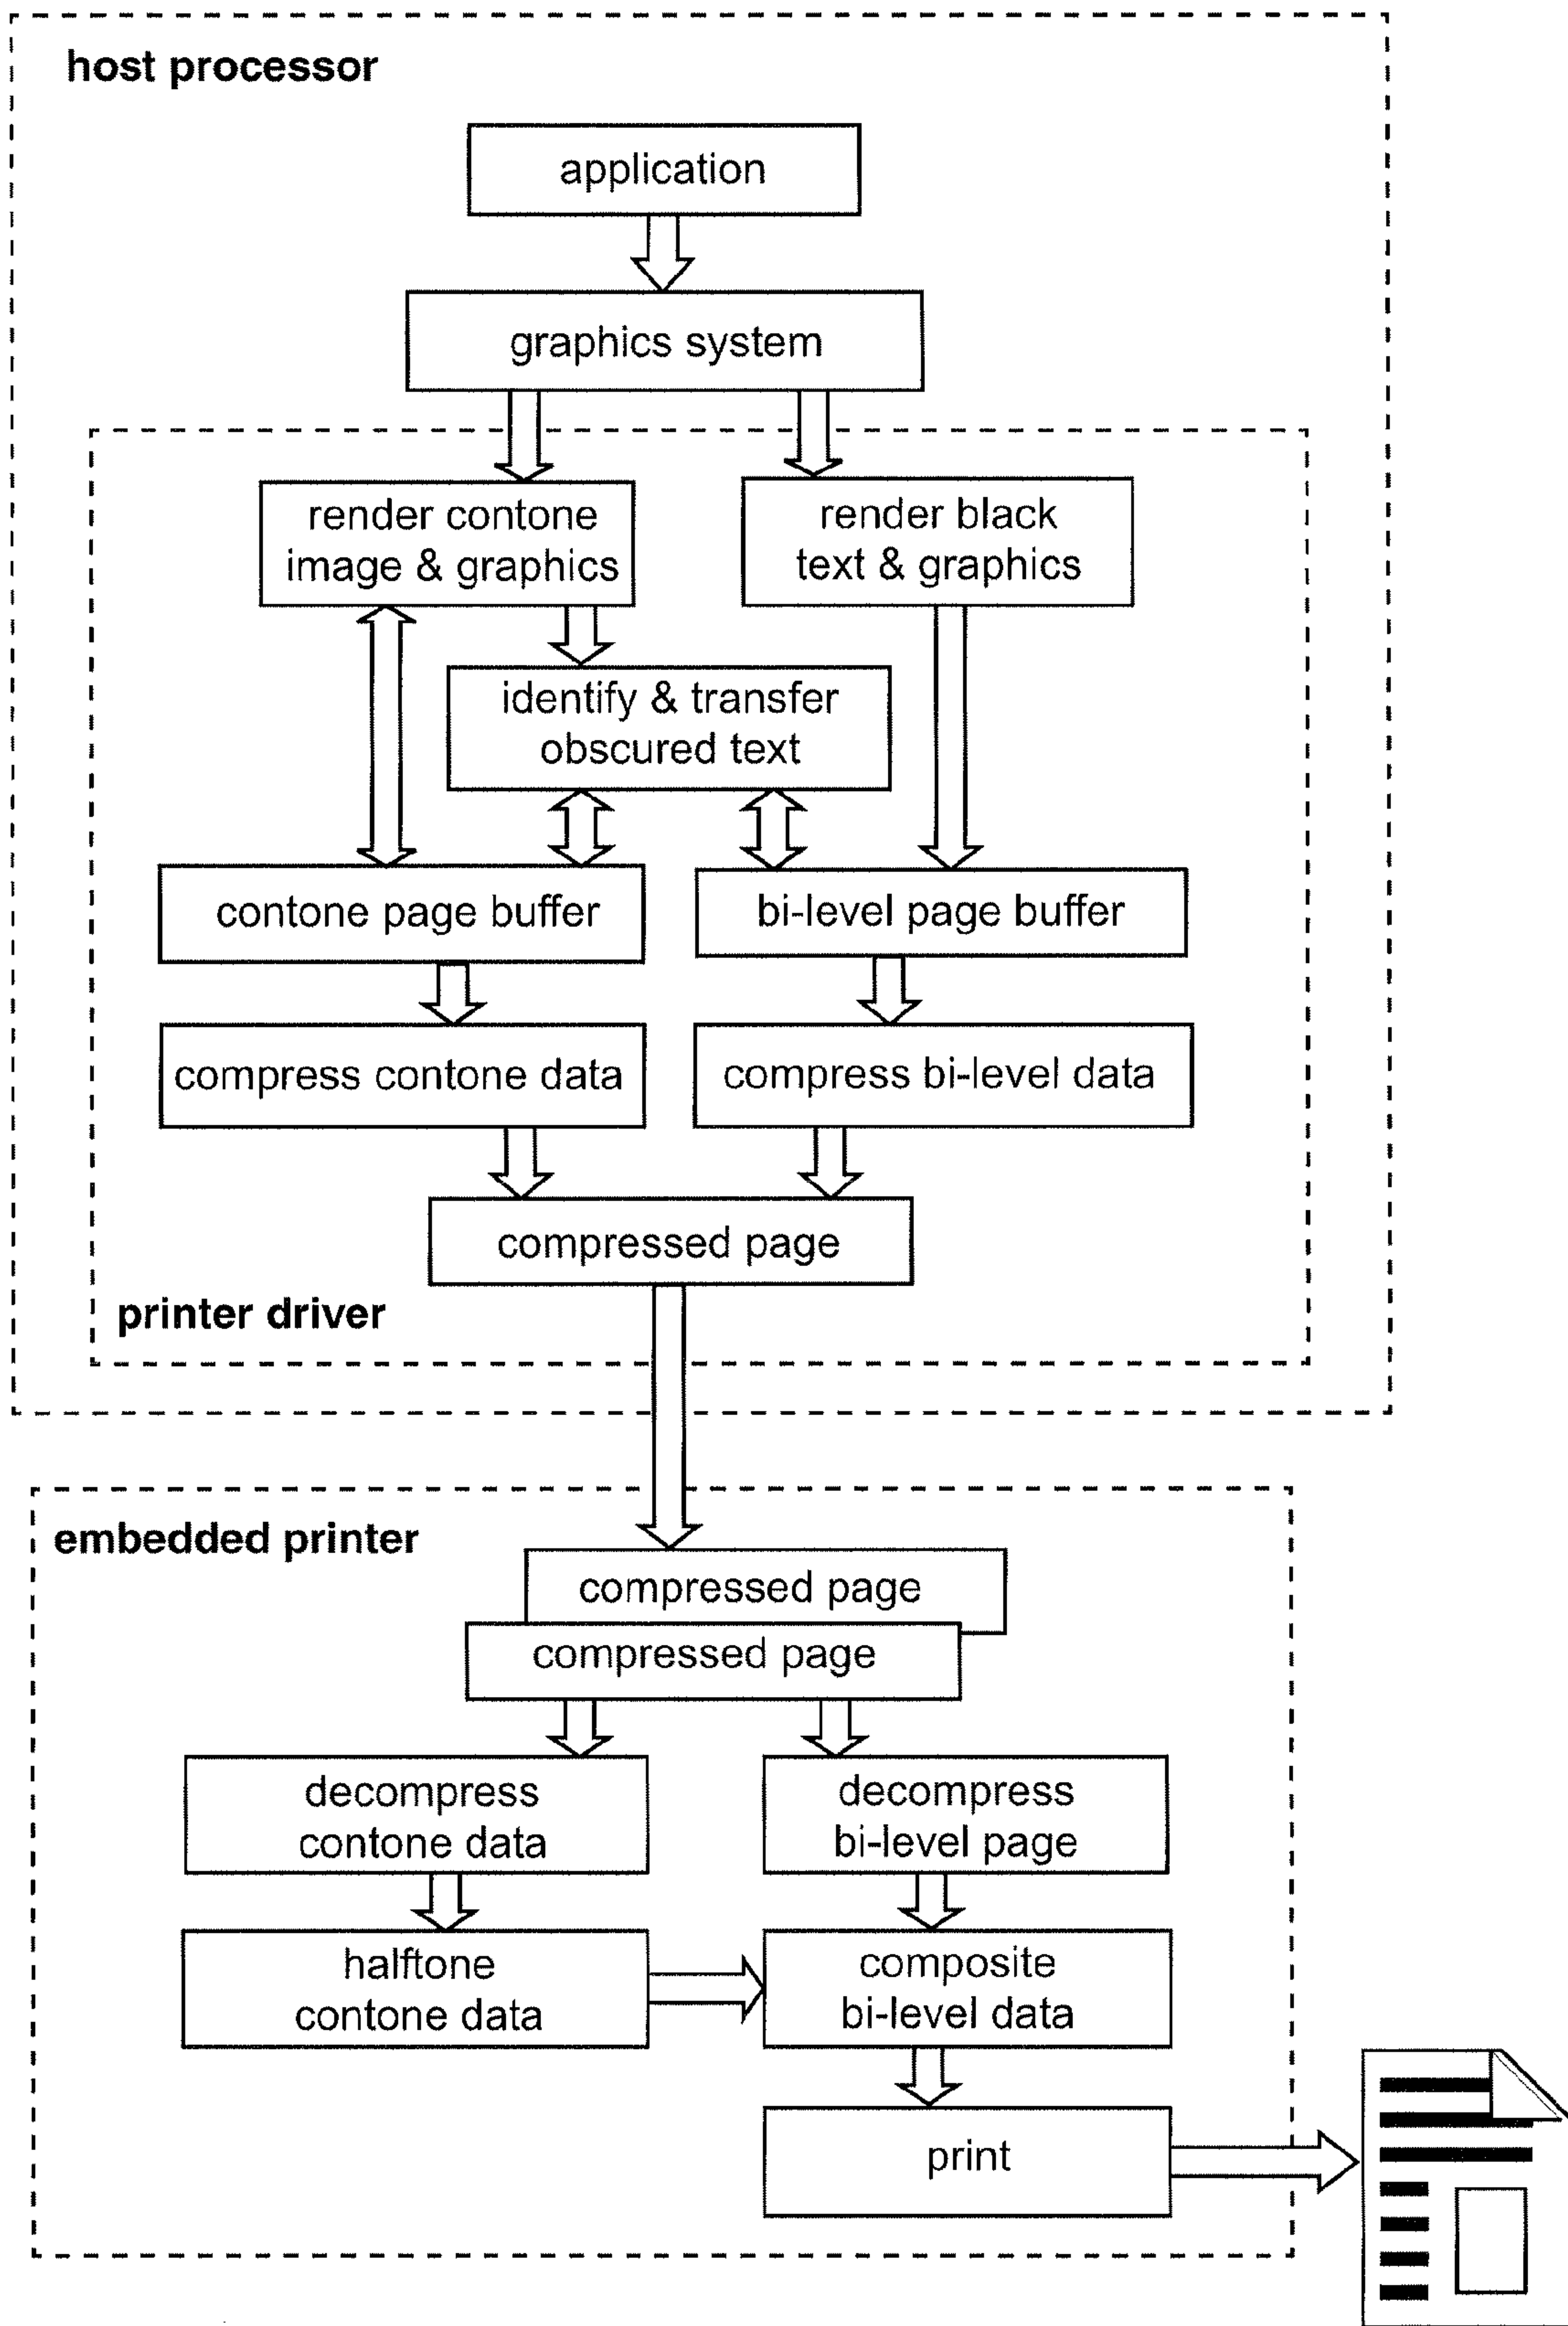 host processor
application
graphics system
render contone
image & graphics
render black
text & graphics
identify & transfer
obscured text
contone page buffer
bi-level page buffer
compress contone data
compress bi-level data
compressed page
printer driver
embedded printer
compressed page
compressed page
decompress
contone data
decompress
bi-level page
halftone
contone data
composite
bi-level data
print